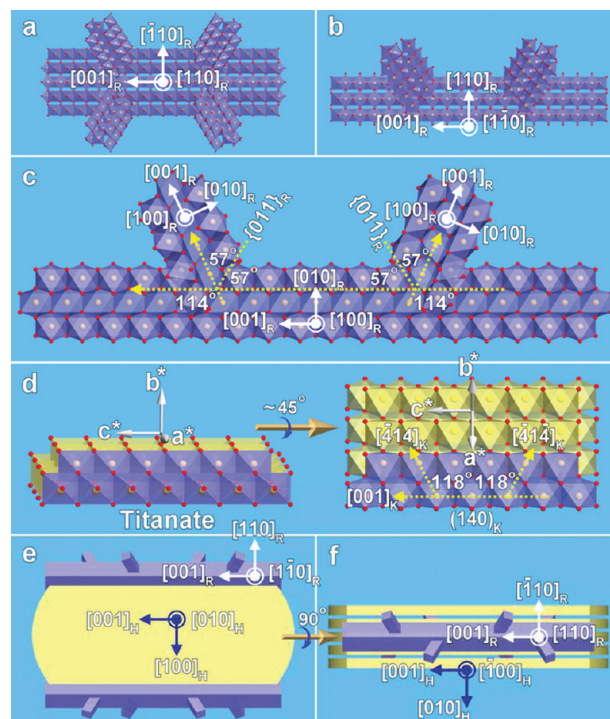 a
[1̄10]R
[001]R
[110]R
b
[110]R
[001]R
[11̄0]R
c
[001]R
[010]R
[100]R
{011}R
57°
57°
114°
[010]R
[001]R
[100]R
{011}R
57°
57°
114°
[001]R
[100]R
[010]R
d
b*
c*
a*
Titanate
~45°
b*
c*
a*
[4̄14]K
[4̄14̄]K
[001]K
118°
118°
(140)K
e
[110]R
[001]R
[11̄0]R
[001]H
[010]H
[100]H
90°
f
[1̄10]R
[001]R
[110]R
[001]H
[1̄00]H
[010]H